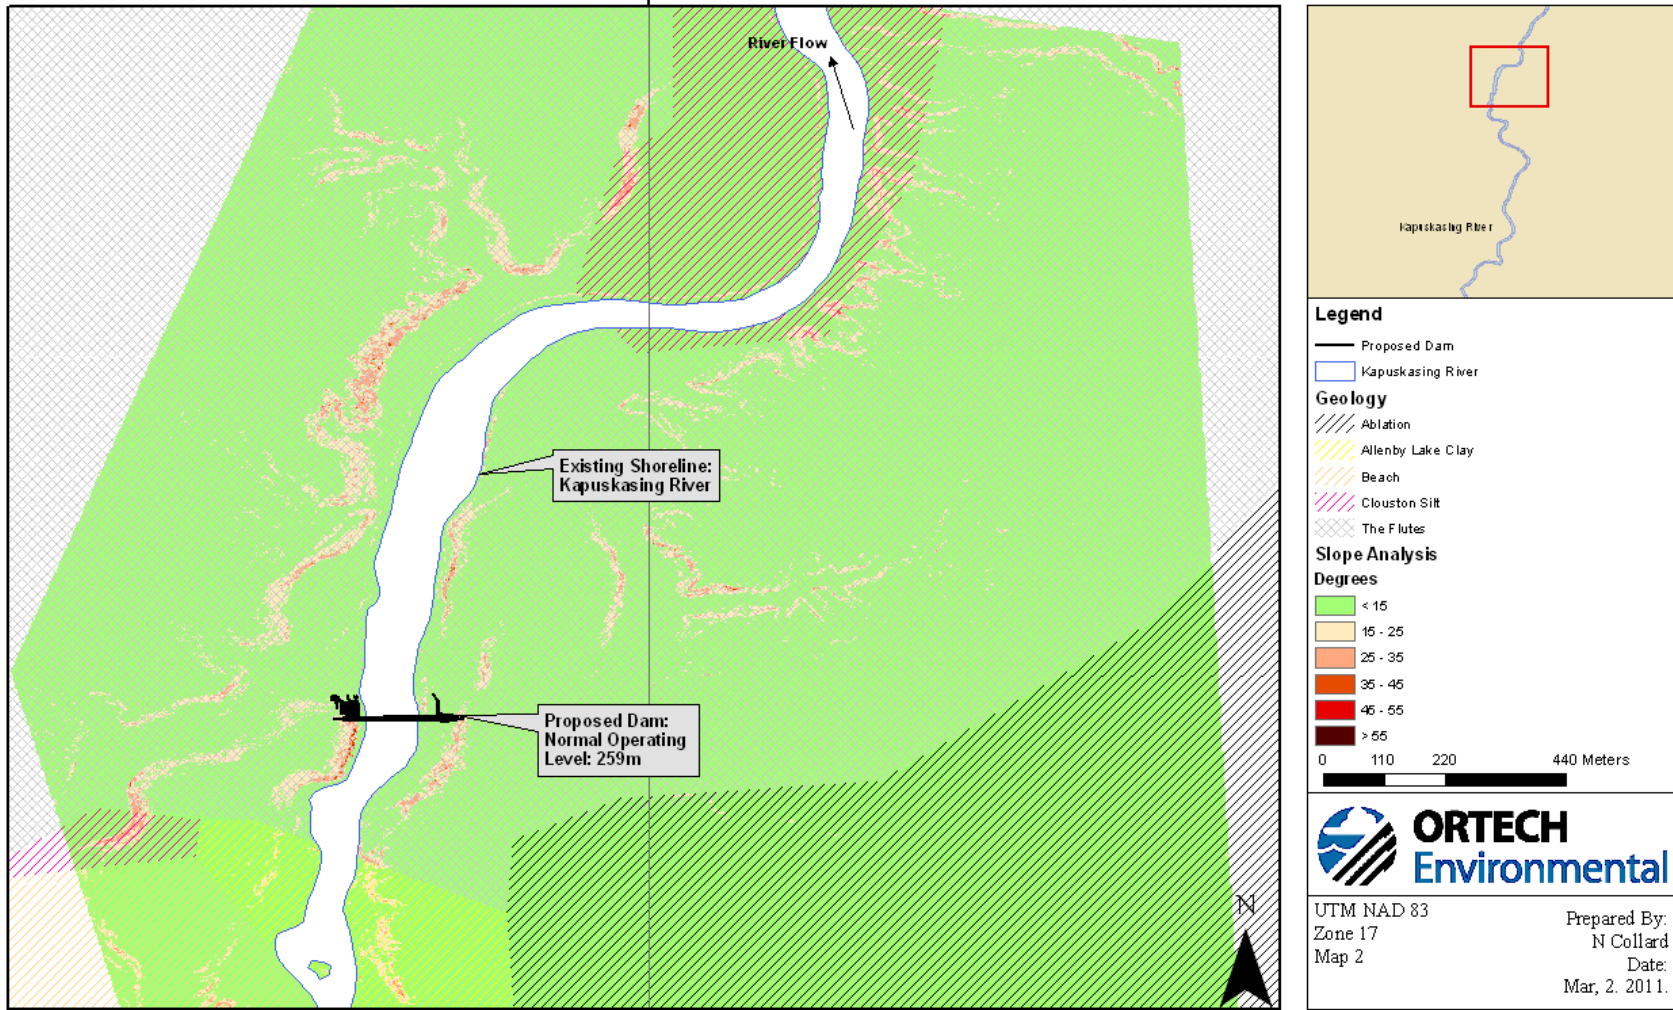 River Flow
Existing Shoreline:
Kapuskasing River
Proposed Dam:
Normal Operating
Level: 259m
N
Kapuskasing River
Legend
Proposed Dam
Kapuskasing River
Geology
Ablation
Allenby Lake Clay
Beach
Clouston Silt
The Flutes
Slope Analysis
Degrees
< 15
15 - 25
25 - 35
35 - 45
45 - 55
> 55
0 110 220 440 Meters
ORTECH
Environmental
UTM NAD 83
Zone 17
Map 2
Prepared By:
N Collard
Date:
Mar, 2. 2011.